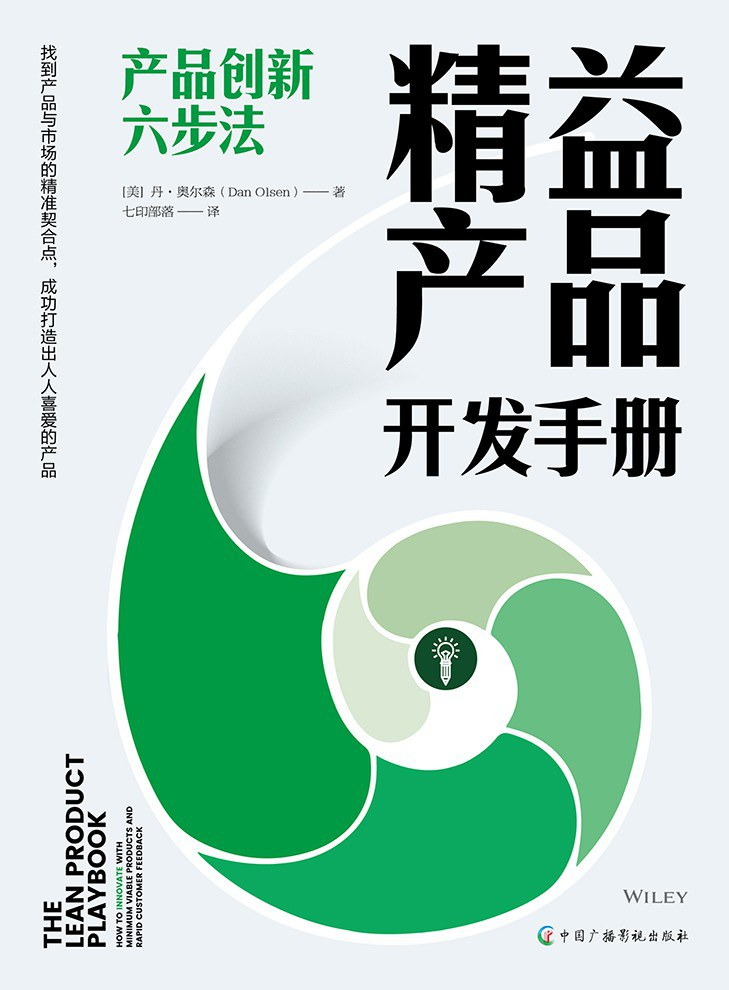 精益
产品
开发手册
产品创新
六步法
[美] 丹·奥尔森（Dan Olsen）—— 著
七印部落 —— 译
找到产品与市场的精准契合点，成功打造出人人喜爱的产品
THE
LEAN PRODUCT
PLAYBOOK
HOW TO INNOVATE WITH
MINIMUM VIABLE PRODUCTS AND
RAPID CUSTOMER FEEDBACK
WILEY
中国广播影视出版社